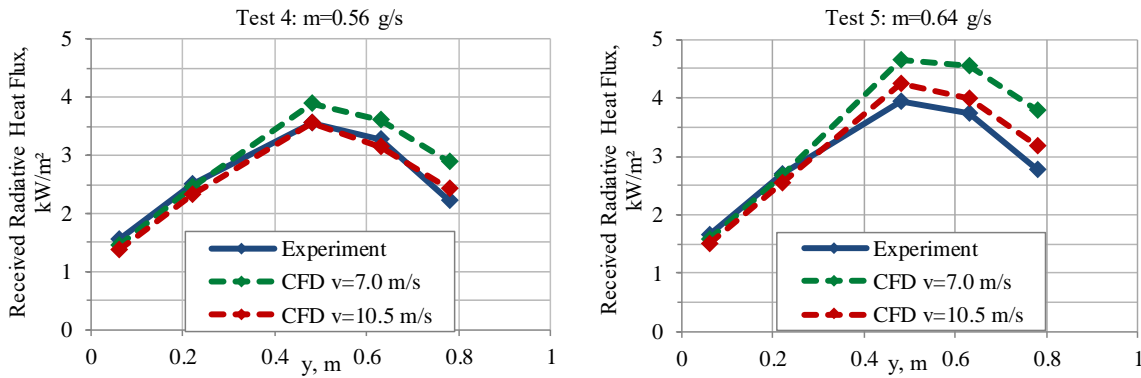 Test 4: m=0.56 g/s
Received Radiative Heat Flux,
kW/m²
5
4
3
2
1
0
0
0.2
0.4
0.6
0.8
1
y, m
Experiment
CFD v=7.0 m/s
CFD v=10.5 m/s
Test 5: m=0.64 g/s
Received Radiative Heat Flux,
kW/m²
5
4
3
2
1
0
0
0.2
0.4
0.6
0.8
1
y, m
Experiment
CFD v=7.0 m/s
CFD v=10.5 m/s